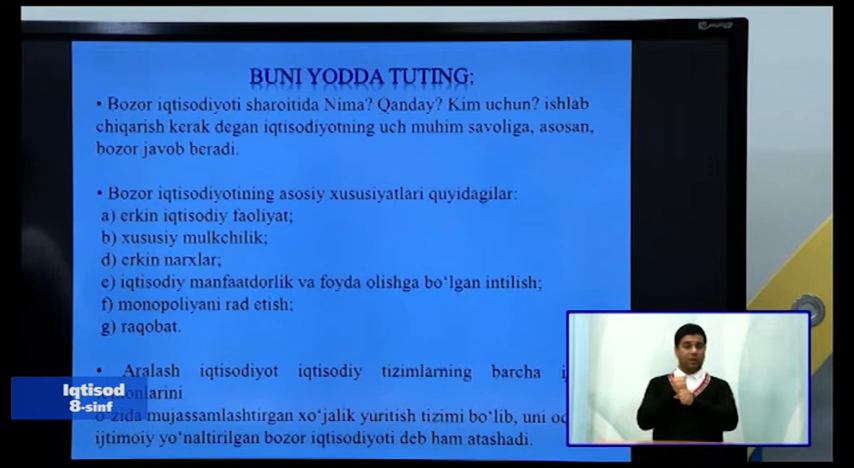 BUNI YODDA TUTING:
• Bozor iqtisodiyoti sharoitida Nima? Qanday? Kim uchun? ishlab
chiqarish kerak degan iqtisodiyotning uch muhim savoliga, asosan,
bozor javob beradi.
• Bozor iqtisodiyotining asosiy xususiyatlari quyidagilar:
a) erkin iqtisodiy faoliyat;
b) xususiy mulkchilik;
d) erkin narxlar;
e) iqtisodiy manfaatdorlik va foyda olishga bo‘lgan intilish;
f) monopoliyani rad etish;
g) raqobat.
• Aralash iqtisodiyot iqtisodiy tizimlarning barcha
mujassamlashtirgan xo‘jalik yuritish tizimi bo‘lib, uni
ijtimoiy yo‘naltirilgan bozor iqtisodiyoti deb ham atashadi.
Iqtisod
8-sinf